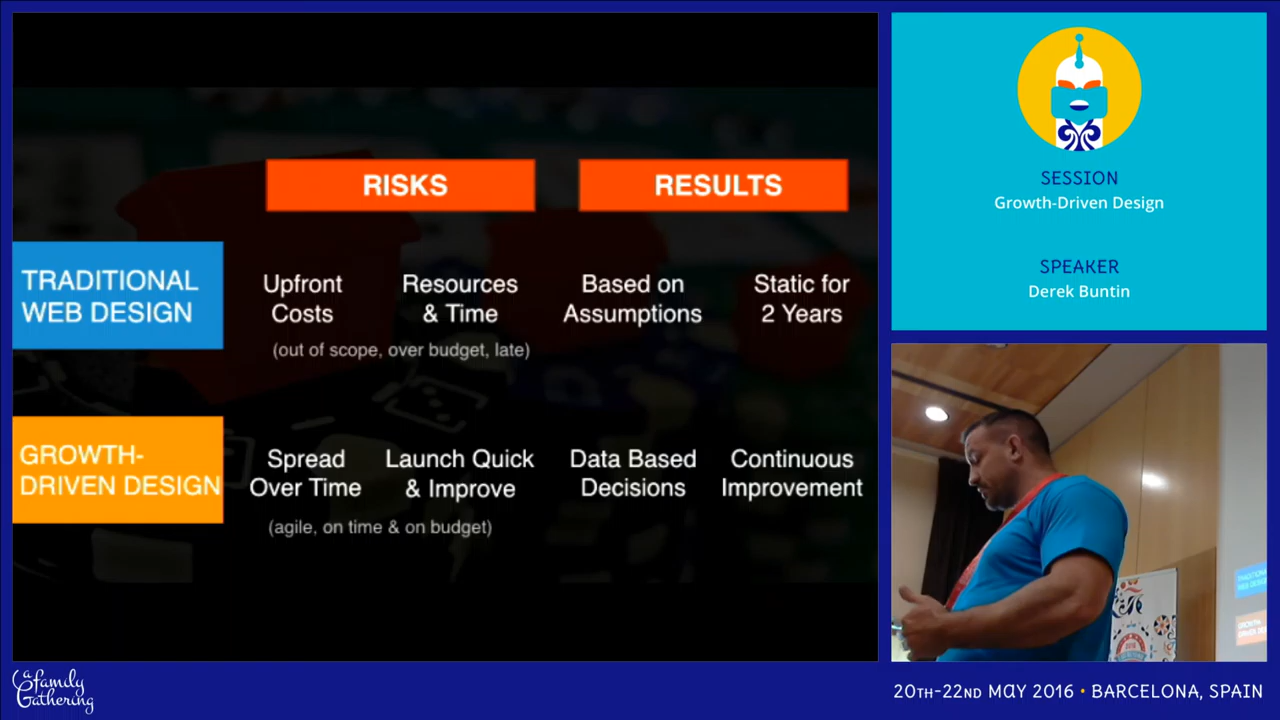 RISKS
RESULTS
TRADITIONAL
WEB DESIGN
Upfront
Costs
Resources
& Time
(out of scope, over budget, late)
Based on
Assumptions
Static for
2 Years
GROWTH-
DRIVEN DESIGN
Spread
Over Time
Launch Quick
& Improve
(agile, on time & on budget)
Data Based
Decisions
Continuous
Improvement
SESSION
Growth-Driven Design
SPEAKER
Derek Buntin
a
family
Gathering
20TH-22ND MAY 2016 • BARCELONA, SPAIN